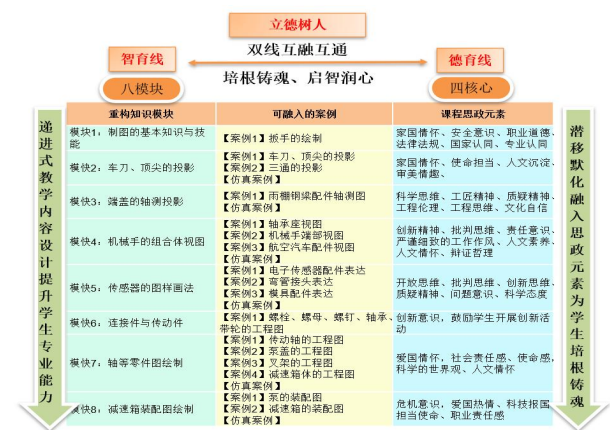 立德树人
双线互融互通
智育线
德育线
培根铸魂、启智润心
八模块
四核心
递进式教学内容设计提升学生专业能力
重构知识模块
可融入的案例
课程思政元素
模块1：制图的基本知识与技
能
【案例1】扳手的绘制
家国情怀、安全意识、职业道德、
法律法规、国家认同、专业认同
模快2：车刀、顶尖的投影
【案例1】车刀、顶尖的投影
【案例2】三通的投影
【仿真案例】
家国情怀、使命担当、人文沉淀、
审美情趣、
模快3：端盖的轴测投影
【案例1】雨棚钢梁配件轴测图
【仿真案例】
科学思维、工匠精神、质疑精神、
工程伦理、工程思维、文化自信
模快4：机械手的组合体视图
【案例1】轴承座视图
【案例2】机械手端部视图
【案例3】航空汽车配件视图
【仿真案例】
创新精神、批判思维、责任意识、
严谨细致的工作作风、人文素养、
人文情怀、辩证哲理
模快5：传感器的图样画法
【案例1】电子传感器配件表达
【案例2】弯管接头表达
【案例3】模具配件表达
【仿真案例】
开放思维、批判思维、创新思维、
质疑精神、问题意识、科学态度
模快6：连接件与传动件
【案例1】螺栓、螺母、螺钉、轴承、
带轮的工程图
创新意识，鼓励学生开展创新活
动
模快7：轴等零件图绘制
【案例1】传动轴的工程图
【案例2】泵盖的工程图
【案例3】叉架的工程图
【案例4】减速箱体的工程图
【仿真案例】
爱国情怀，社会责任感、使命感，
科学的世界观、人文情怀
模快8：减速箱装配图绘制
【案例1】泵的装配图
【案例2】减速箱的装配图
【仿真案例】
危机意识，爱国热情、科技报国、
担当使命、职业责任感
潜移默化融入思政元素为学生培根铸魂